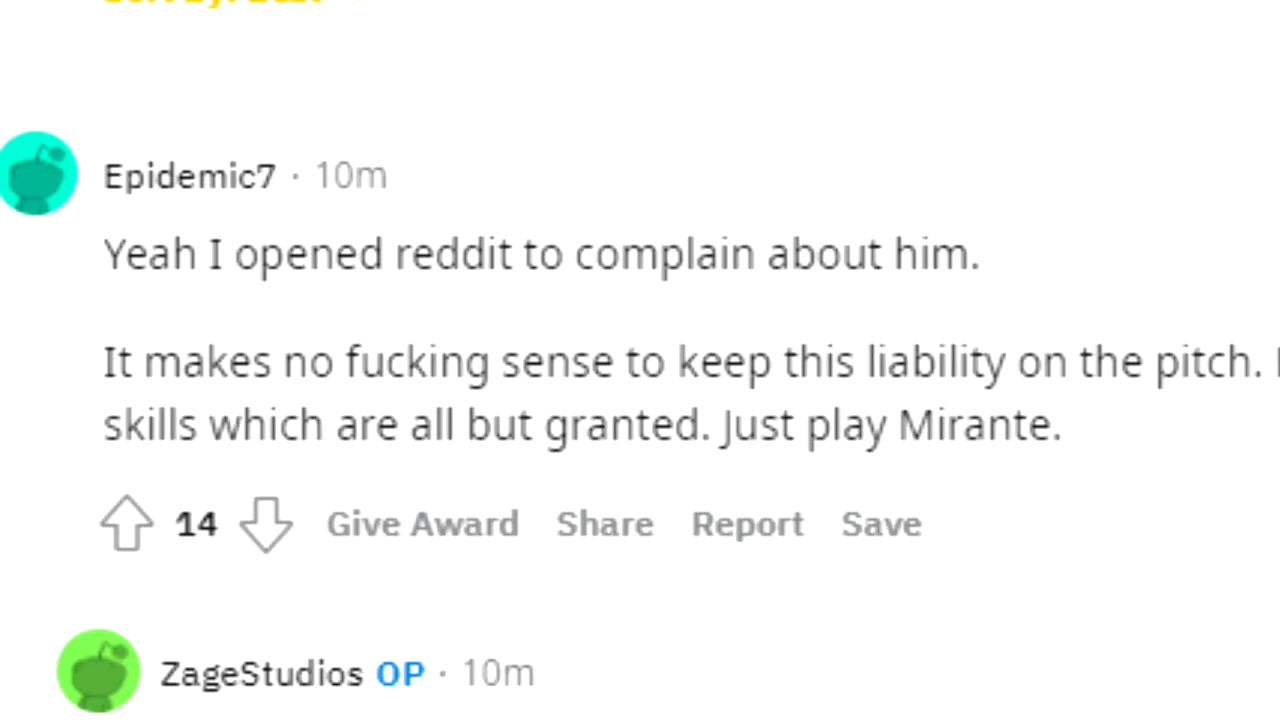 Epidemic7 · 10m
Yeah I opened reddit to complain about him.
It makes no fucking sense to keep this liability on the pitch.
skills which are all but granted. Just play Mirante.
14 Give Award Share Report Save
ZageStudios OP · 10m